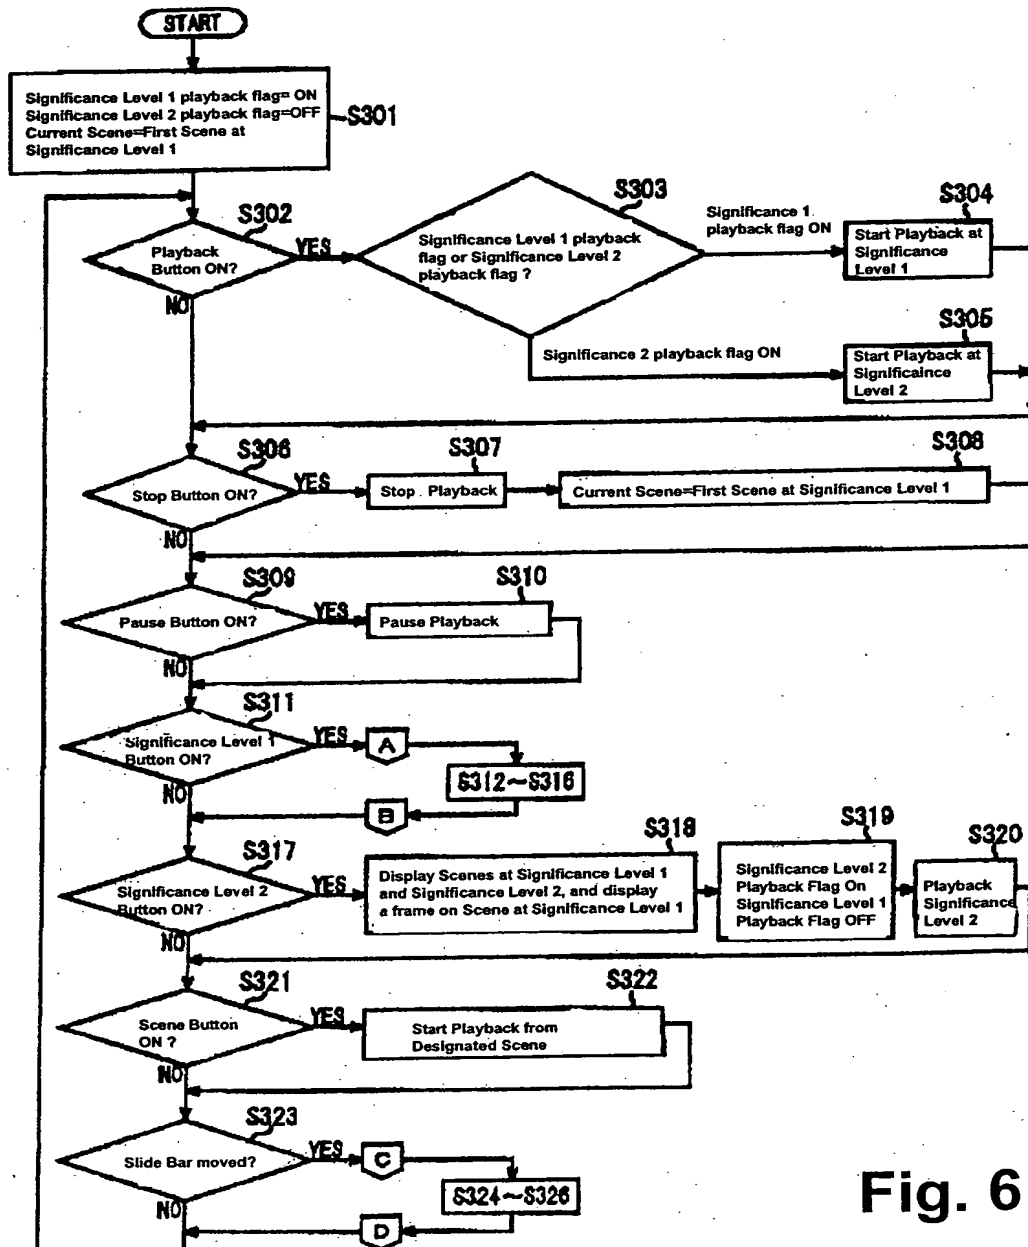 START
Significance Level 1 playback flag= ON
Significance Level 2 playback flag=OFF
Current Scene=First Scene at
Significance Level 1
S301
S302
Playback
Button ON?
YES
NO
S303
Significance Level 1 playback
flag or Significance Level 2
playback flag ?
Significance 1
playback flag ON
S304
Start Playback at
Significance
Level 1
Significance 2 playback flag ON
S305
Start Playback at
Significaince
Level 2
S306
Stop Button ON?
YES
NO
S307
Stop . Playback
S308
Current Scene=First Scene at Significance Level 1
S309
Pause Button ON?
YES
NO
S310
Pause Playback
S311
Significance Level 1
Button ON?
YES
NO
A
S312~S316
B
S317
Significance Level 2
Button ON?
YES
NO
S318
Display Scenes at Significance Level 1
and Significance Level 2, and display
a frame on Scene at Significance Level 1
S319
Significance Level 2
Playback Flag On
Significance Level 1
Playback Flag OFF
S320
Playback
Significance
Level 2
S321
Scene Button
ON ?
YES
NO
S322
Start Playback from
Designated Scene
S323
Slide Bar moved?
YES
NO
C
S324~S326
D
Fig. 6